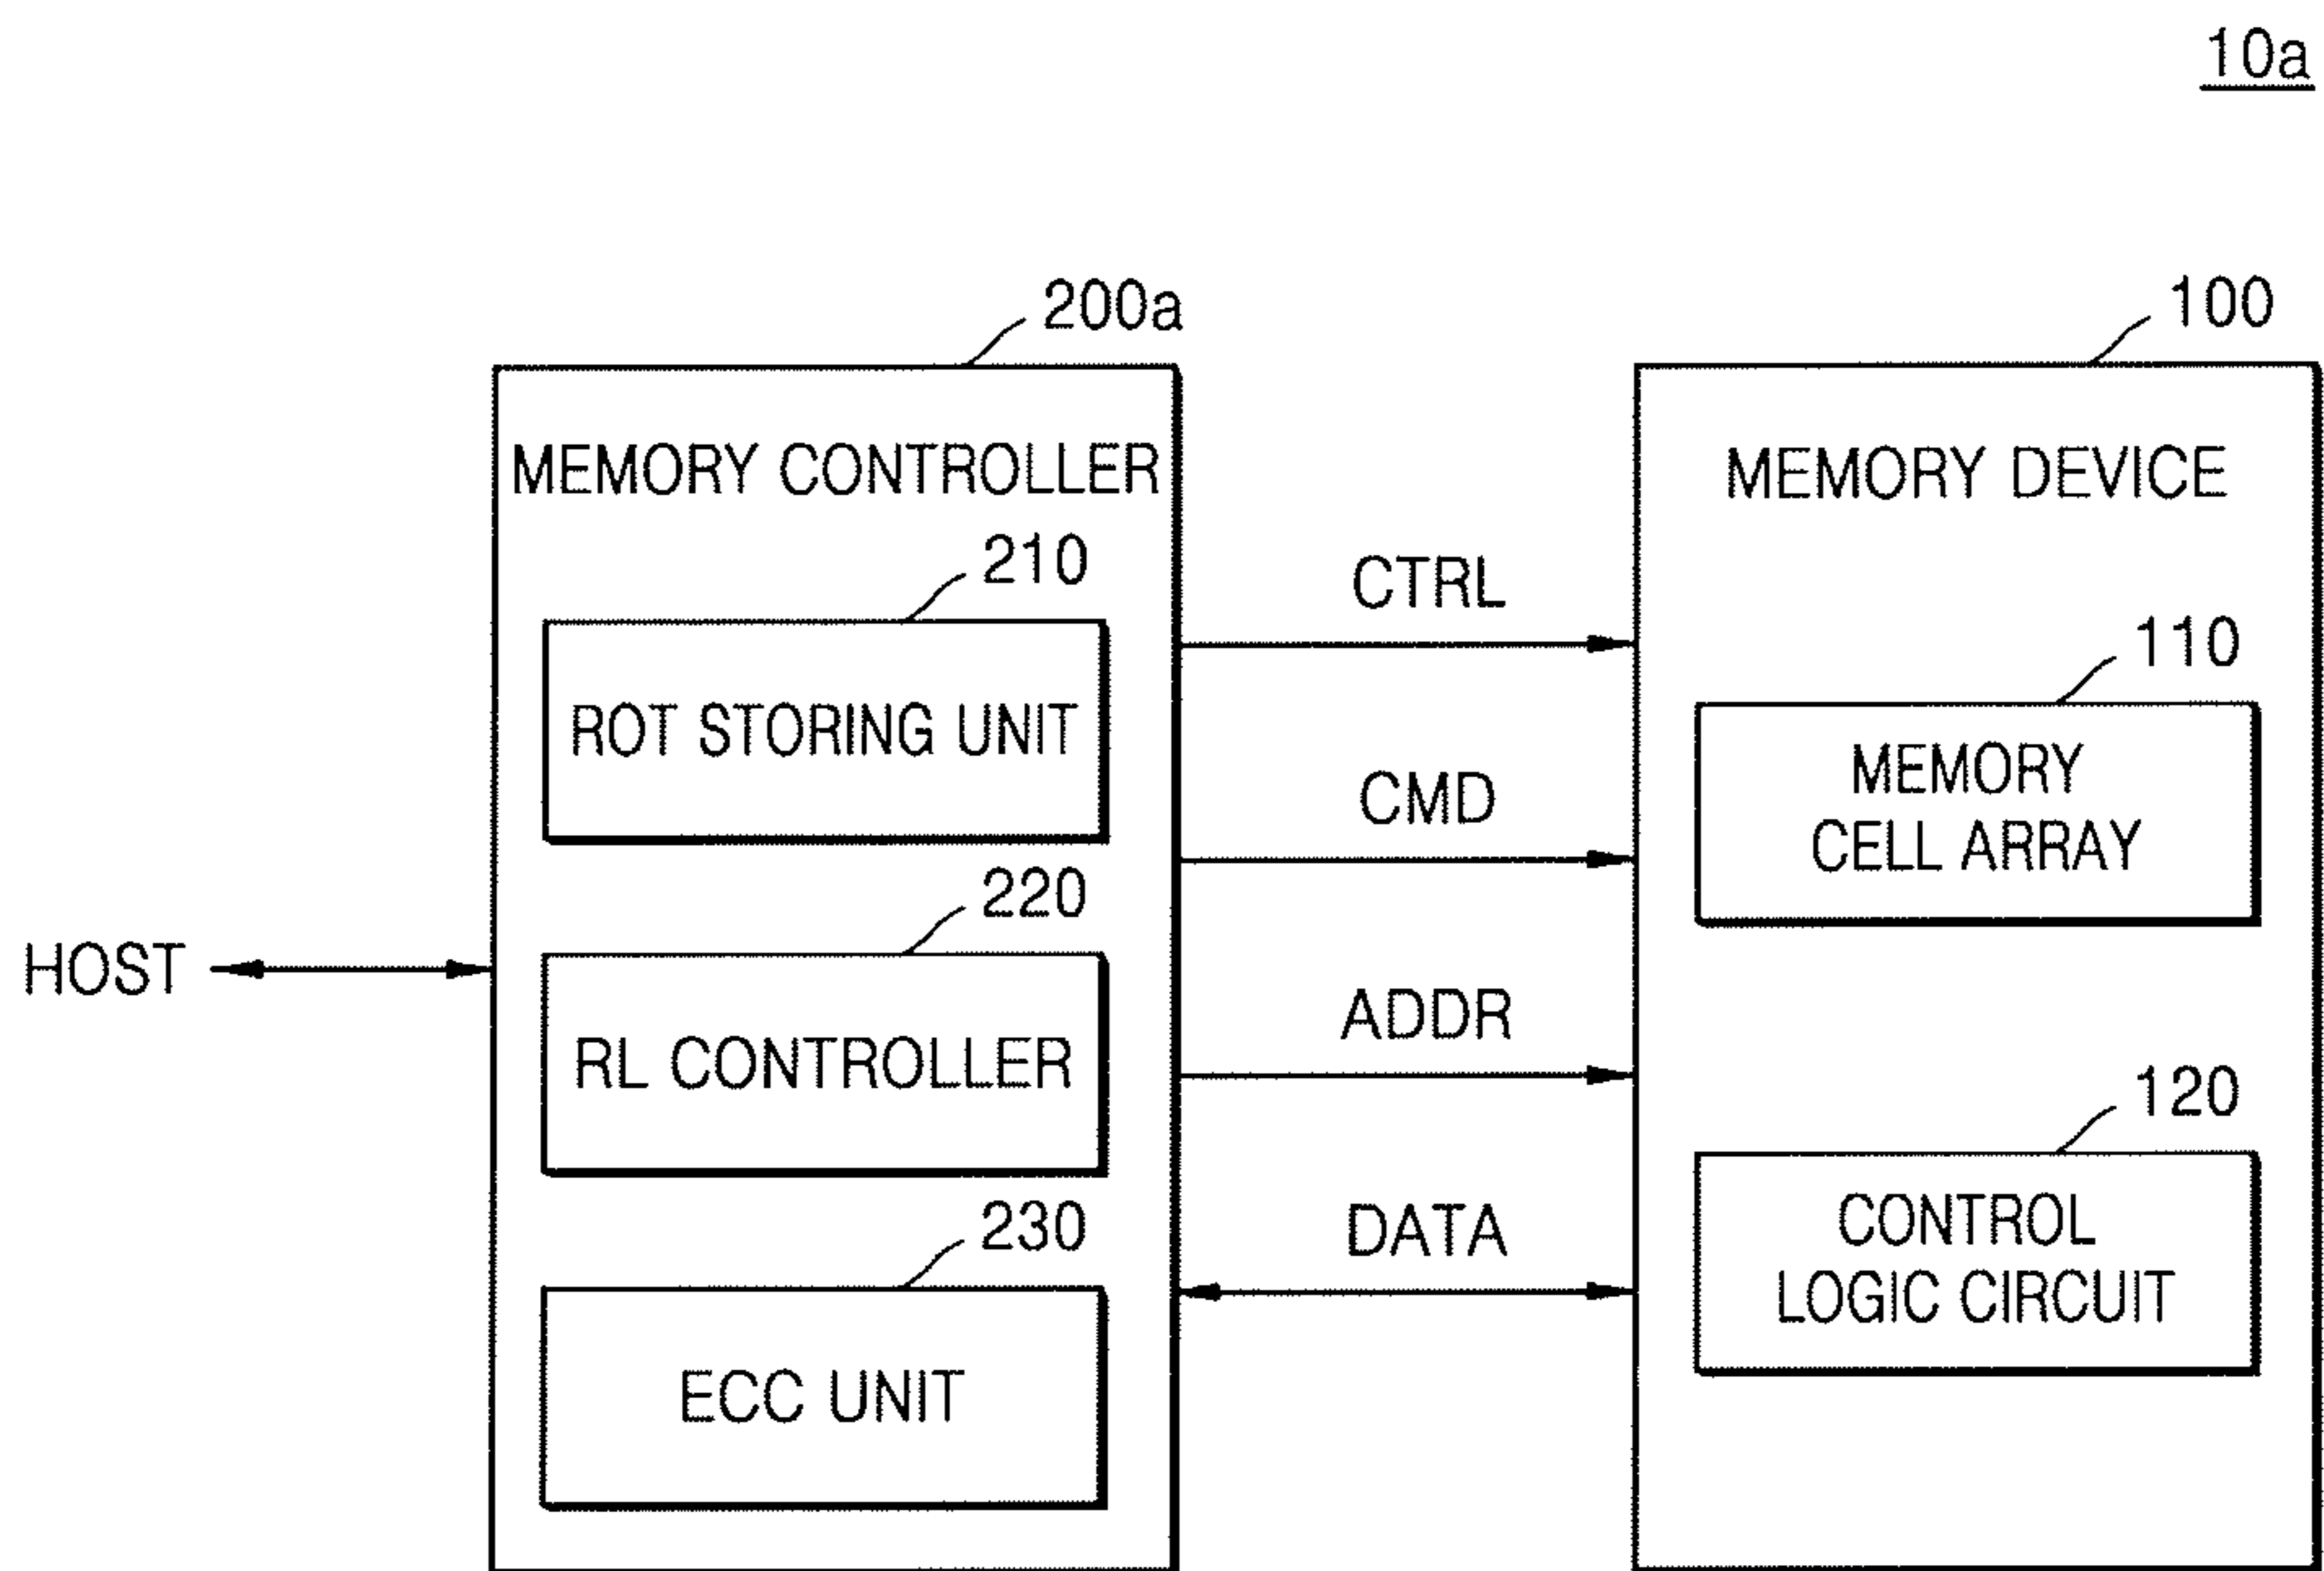 10a
200a
100
MEMORY CONTROLLER
MEMORY DEVICE
210
ROT STORING UNIT
220
RL CONTROLLER
230
ECC UNIT
HOST
CTRL
CMD
ADDR
DATA
110
MEMORY
CELL ARRAY
120
CONTROL
LOGIC CIRCUIT